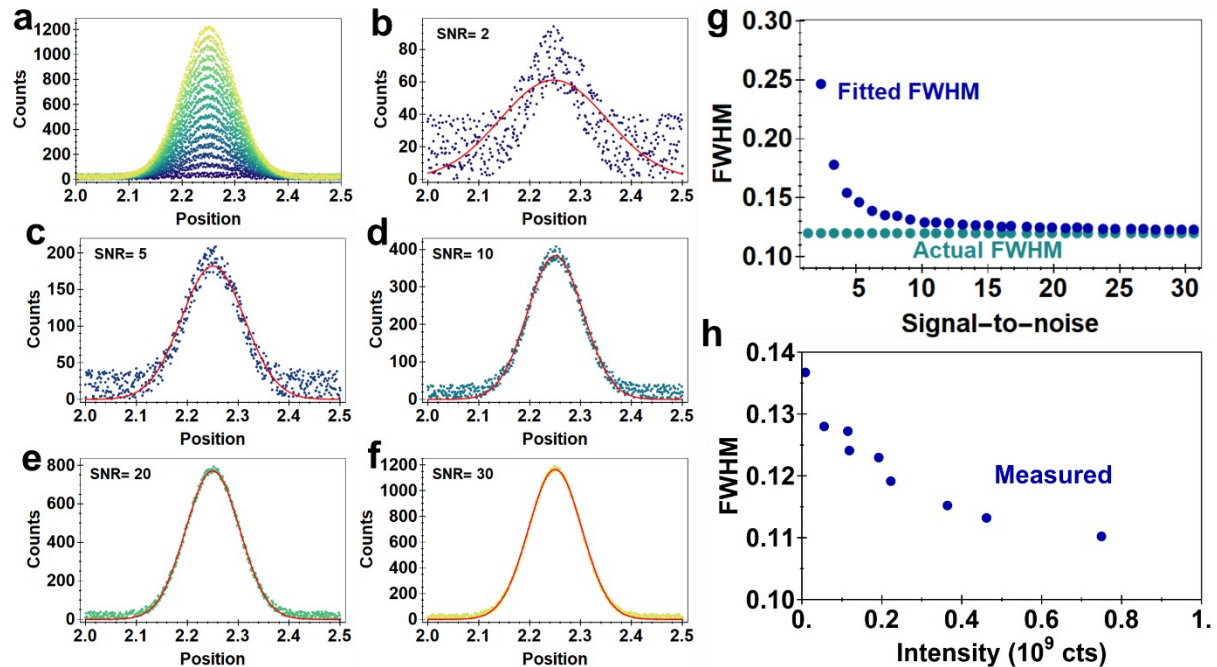 a
1200
1000
800
600
400
200
0
Counts
2.0 2.1 2.2 2.3 2.4 2.5
Position
b
SNR= 2
80
60
40
20
0
Counts
2.0 2.1 2.2 2.3 2.4 2.5
Position
c
SNR= 5
200
150
100
50
0
Counts
2.0 2.1 2.2 2.3 2.4 2.5
Position
d
SNR= 10
400
300
200
100
0
Counts
2.0 2.1 2.2 2.3 2.4 2.5
Position
e
SNR= 20
800
600
400
200
0
Counts
2.0 2.1 2.2 2.3 2.4 2.5
Position
f
SNR= 30
1200
1000
800
600
400
200
0
Counts
2.0 2.1 2.2 2.3 2.4 2.5
Position
g
0.30
0.25
0.20
0.15
0.10
FWHM
Fitted FWHM
Actual FWHM
5 10 15 20 25 30
Signal–to–noise
h
0.14
0.13
0.12
0.11
0.10
FWHM
Measured
0. 0.2 0.4 0.6 0.8 1.
Intensity (10⁹ cts)